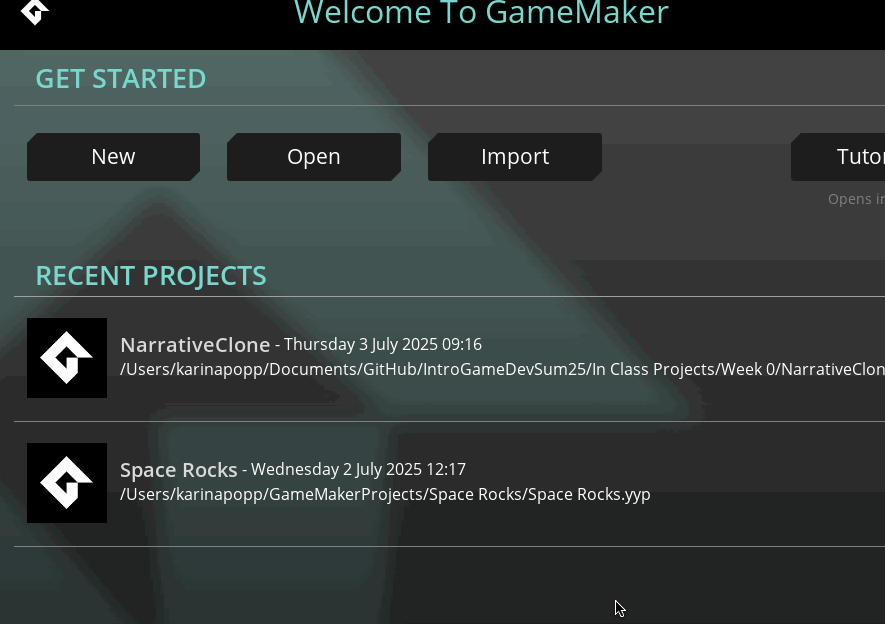 Welcome To GameMaker
GET STARTED
New
Open
Import
Tutor
Opens in
RECENT PROJECTS
NarrativeClone - Thursday 3 July 2025 09:16
/Users/karinapopp/Documents/GitHub/IntroGameDevSum25/In Class Projects/Week 0/NarrativeClon
Space Rocks - Wednesday 2 July 2025 12:17
/Users/karinapopp/GameMakerProjects/Space Rocks/Space Rocks.yyp